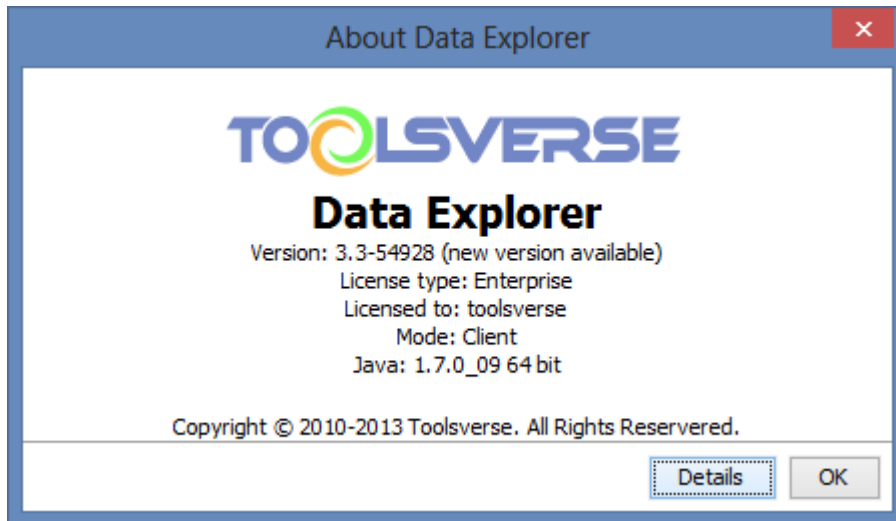 About Data Explorer
TOOLSVERSE
Data Explorer
Version: 3.3-54928 (new version available)
License type: Enterprise
Licensed to: toolsverse
Mode: Client
Java: 1.7.0_09 64 bit
Copyright © 2010-2013 Toolsverse. All Rights Reservered.
Details OK